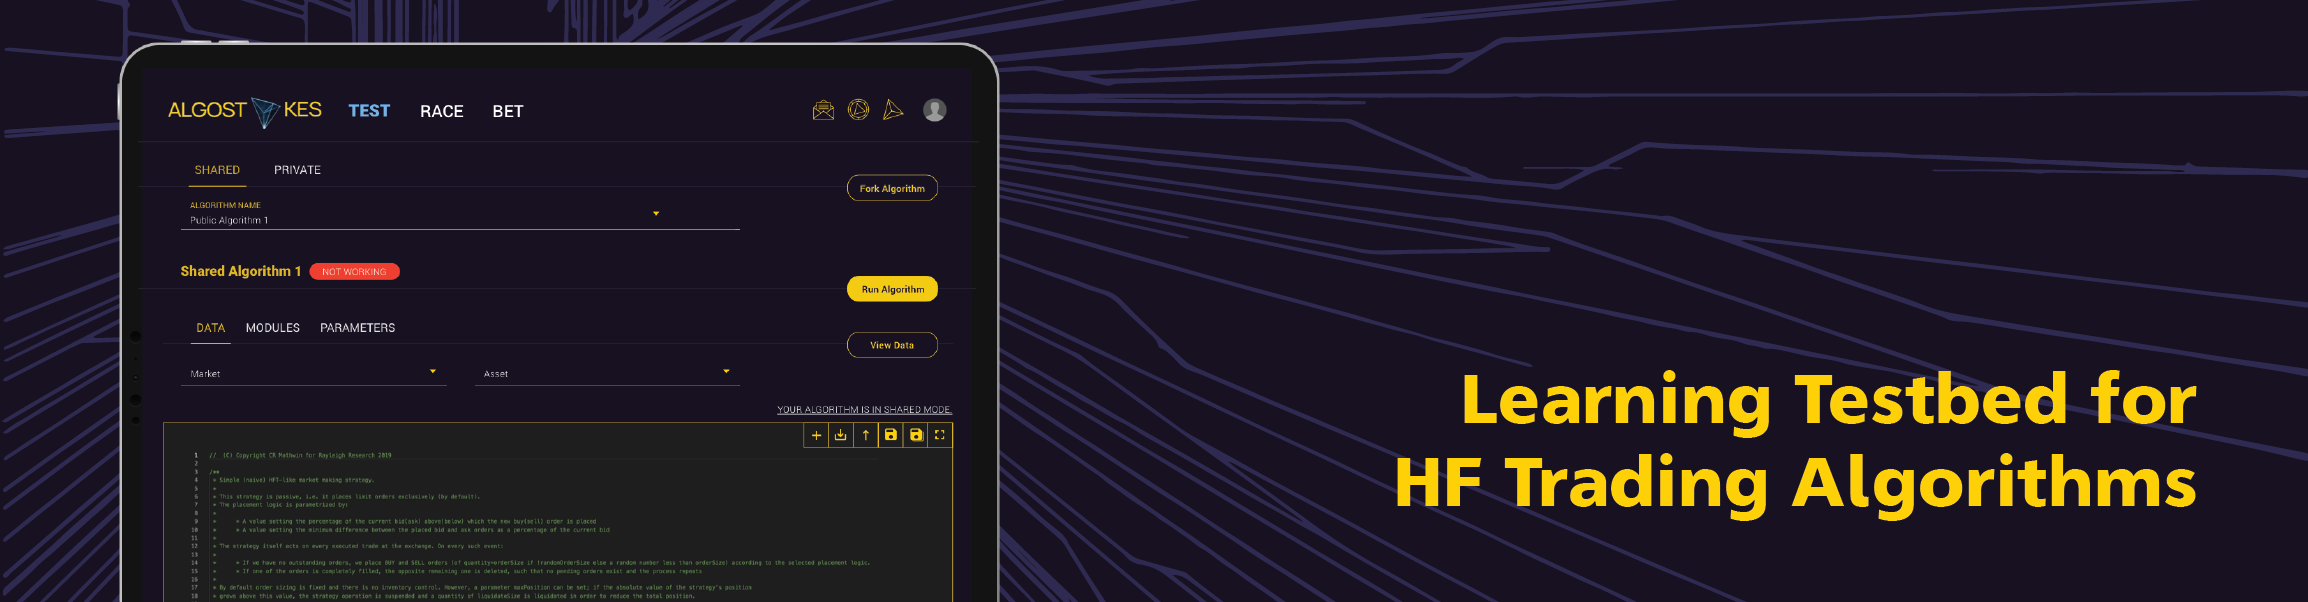 ALGOST KES TEST RACE BET
SHARED PRIVATE
Fork Algorithm
ALGORITHM NAME
Public Algorithm 1
Shared Algorithm 1 NOT WORKING
Run Algorithm
DATA MODULES PARAMETERS
View Data
Market Asset
YOUR ALGORITHM IS IN SHARED MODE.
1 // (C) Copyright CR Mathwin for Rayleigh Research 2019
2
3 /**
4 * Simple (naive) HFT-like market making strategy.
5 *
6 * This strategy is passive, i.e. it places limit orders exclusively (by default).
7 * The placement logic is parametrized by:
8 *
9 * * A value setting the percentage of the current bid(ask) above(below) which the new buy(sell) order is placed
10 * * A value setting the minimum difference between the placed bid and ask orders as a percentage of the current bid
11 *
12 * The strategy itself acts on every executed trade at the exchange. On every such event:
13 *
14 * * If we have no outstanding orders, we place BUY and SELL orders (of quantity=orderSize if !randomOrderSize else a random number less than orderSize) according to the selected placement logic.
15 * * If one of the orders is completely filled, the opposite remaining one is deleted, such that no pending orders exist and the process repeats
16 *
17 * By default order sizing is fixed and there is no inventory control. However, a parameter maxPosition can be set: if the absolute value of the strategy's position
18 * grows above this value, the strategy operation is suspended and a quantity of liquidateSize is liquidated in order to reduce the total position.
Learning Testbed for
HF Trading Algorithms